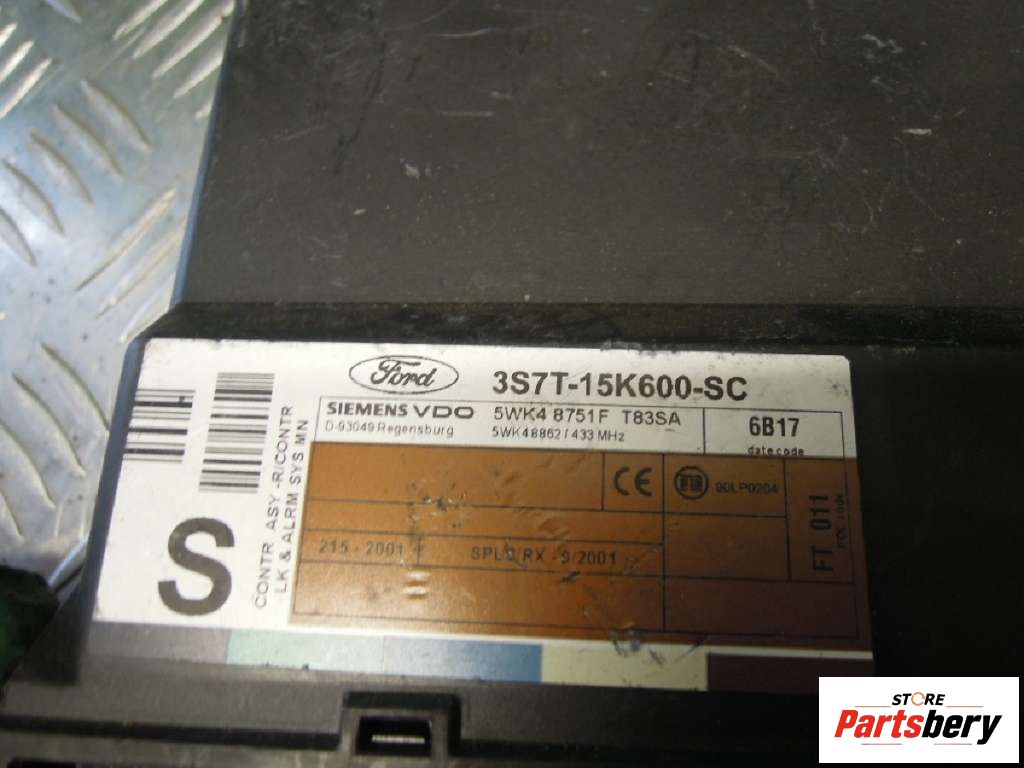 Ford
3S7T-15K600-SC
SIEMENS VDO 5WK4 8751F T83SA
D-93049 Regensburg 5WK48862 / 433 MHz
6B17
date code
CE
90LP0204
FT 011
215 - 2001
RX - 9/2001
CONTR ASY -R/CONTR
LK & ALRM SYS MN
S
STORE
Partsbery